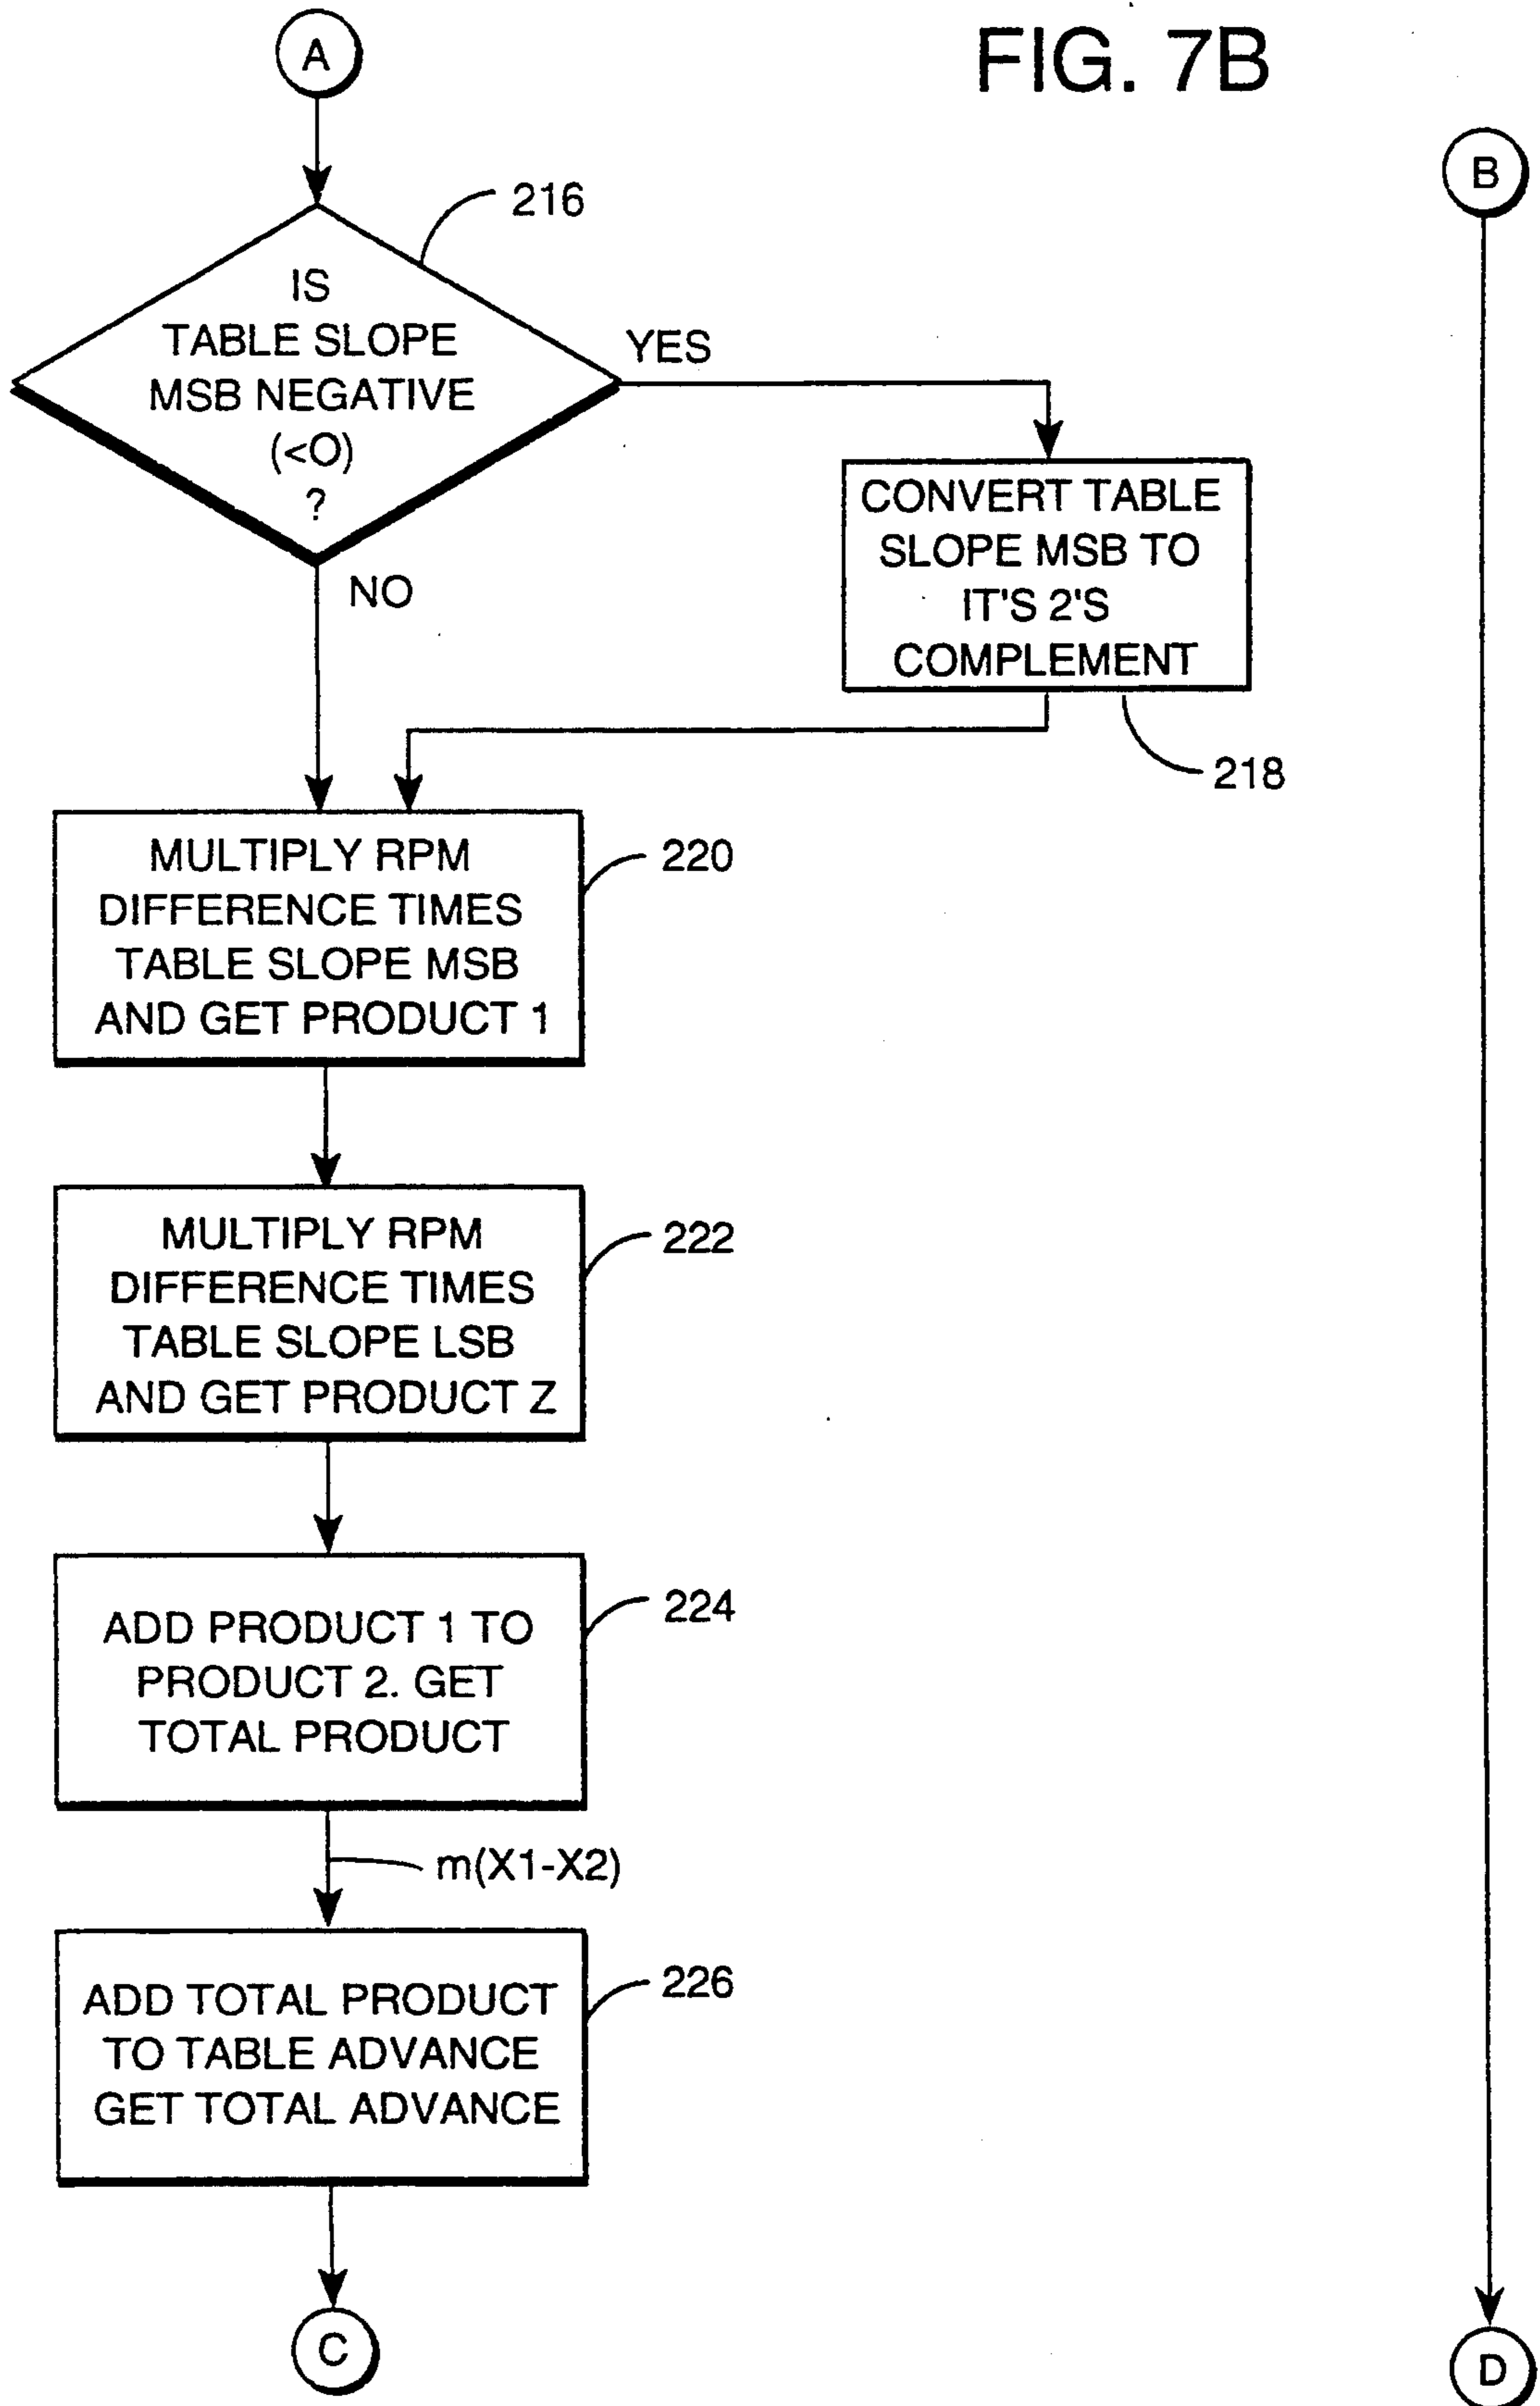 FIG. 7B
A
B
216
IS
TABLE SLOPE
MSB NEGATIVE
(<O)
?
YES
NO
CONVERT TABLE
SLOPE MSB TO
IT'S 2'S
COMPLEMENT
218
MULTIPLY RPM
DIFFERENCE TIMES
TABLE SLOPE MSB
AND GET PRODUCT 1
220
MULTIPLY RPM
DIFFERENCE TIMES
TABLE SLOPE LSB
AND GET PRODUCT Z
222
ADD PRODUCT 1 TO
PRODUCT 2. GET
TOTAL PRODUCT
224
m(X1-X2)
ADD TOTAL PRODUCT
TO TABLE ADVANCE
GET TOTAL ADVANCE
226
C
D